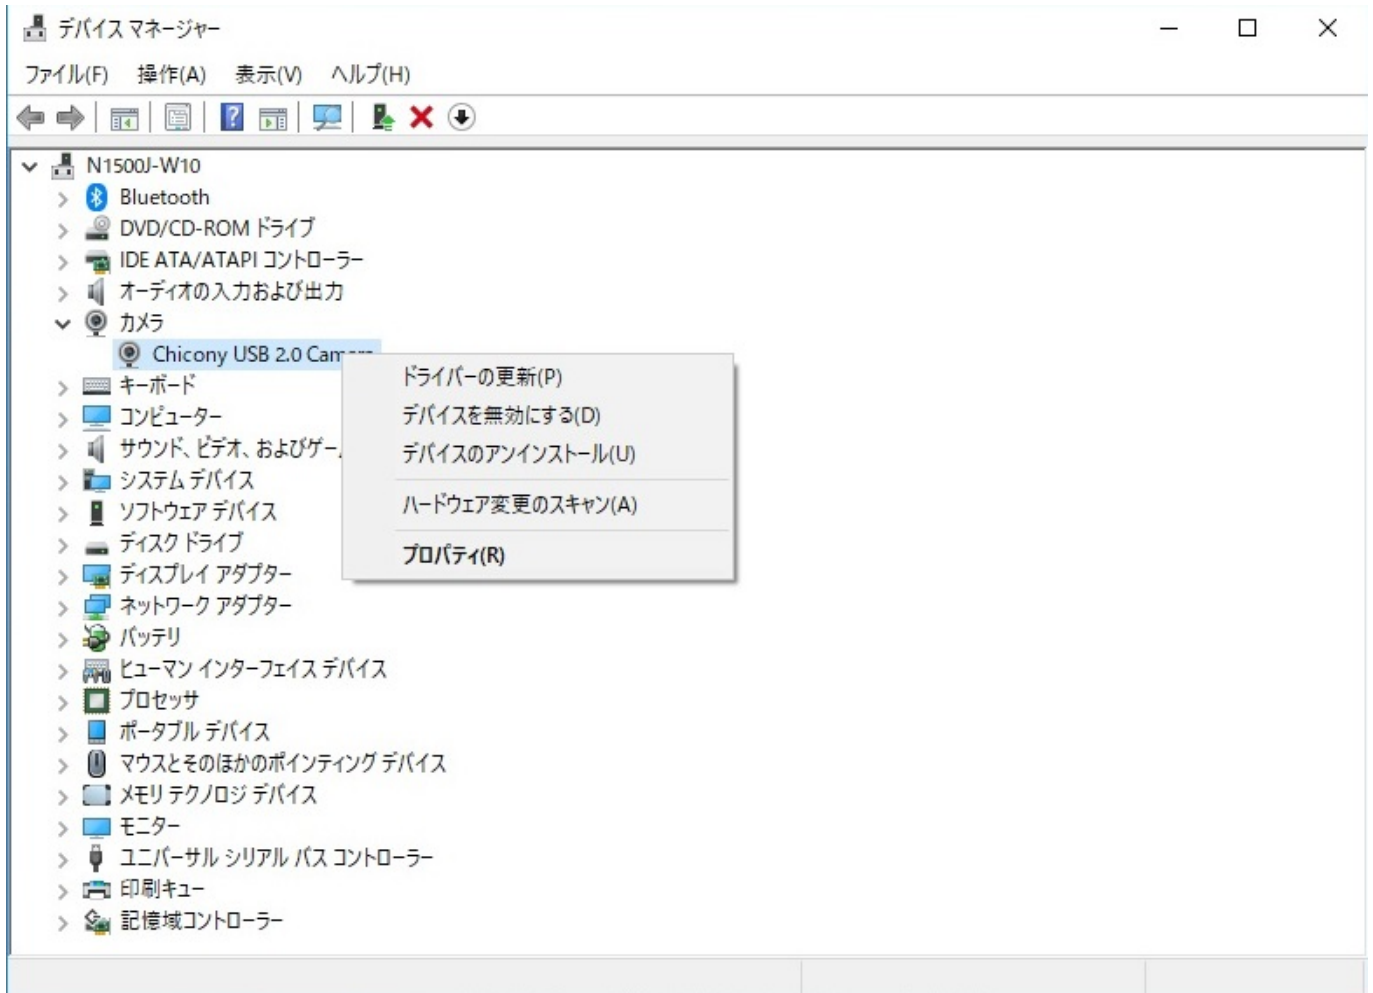 デバイス マネージャー
ファイル(F) 操作(A) 表示(V) ヘルプ(H)
N1500J-W10
Bluetooth
DVD/CD-ROM ドライブ
IDE ATA/ATAPI コントローラー
オーディオの入力および出力
カメラ
Chicony USB 2.0 Camera
キーボード
コンピューター
サウンド、ビデオ、およびゲー
システム デバイス
ソフトウェア デバイス
ディスク ドライブ
ディスプレイ アダプター
ネットワーク アダプター
バッテリ
ヒューマン インターフェイス デバイス
プロセッサ
ポータブル デバイス
マウスとそのほかのポインティング デバイス
メモリ テクノロジ デバイス
モニター
ユニバーサル シリアル バス コントローラー
印刷キュー
記憶域コントローラー
ドライバーの更新(P)
デバイスを無効にする(D)
デバイスのアンインストール(U)
ハードウェア変更のスキャン(A)
プロパティ(R)